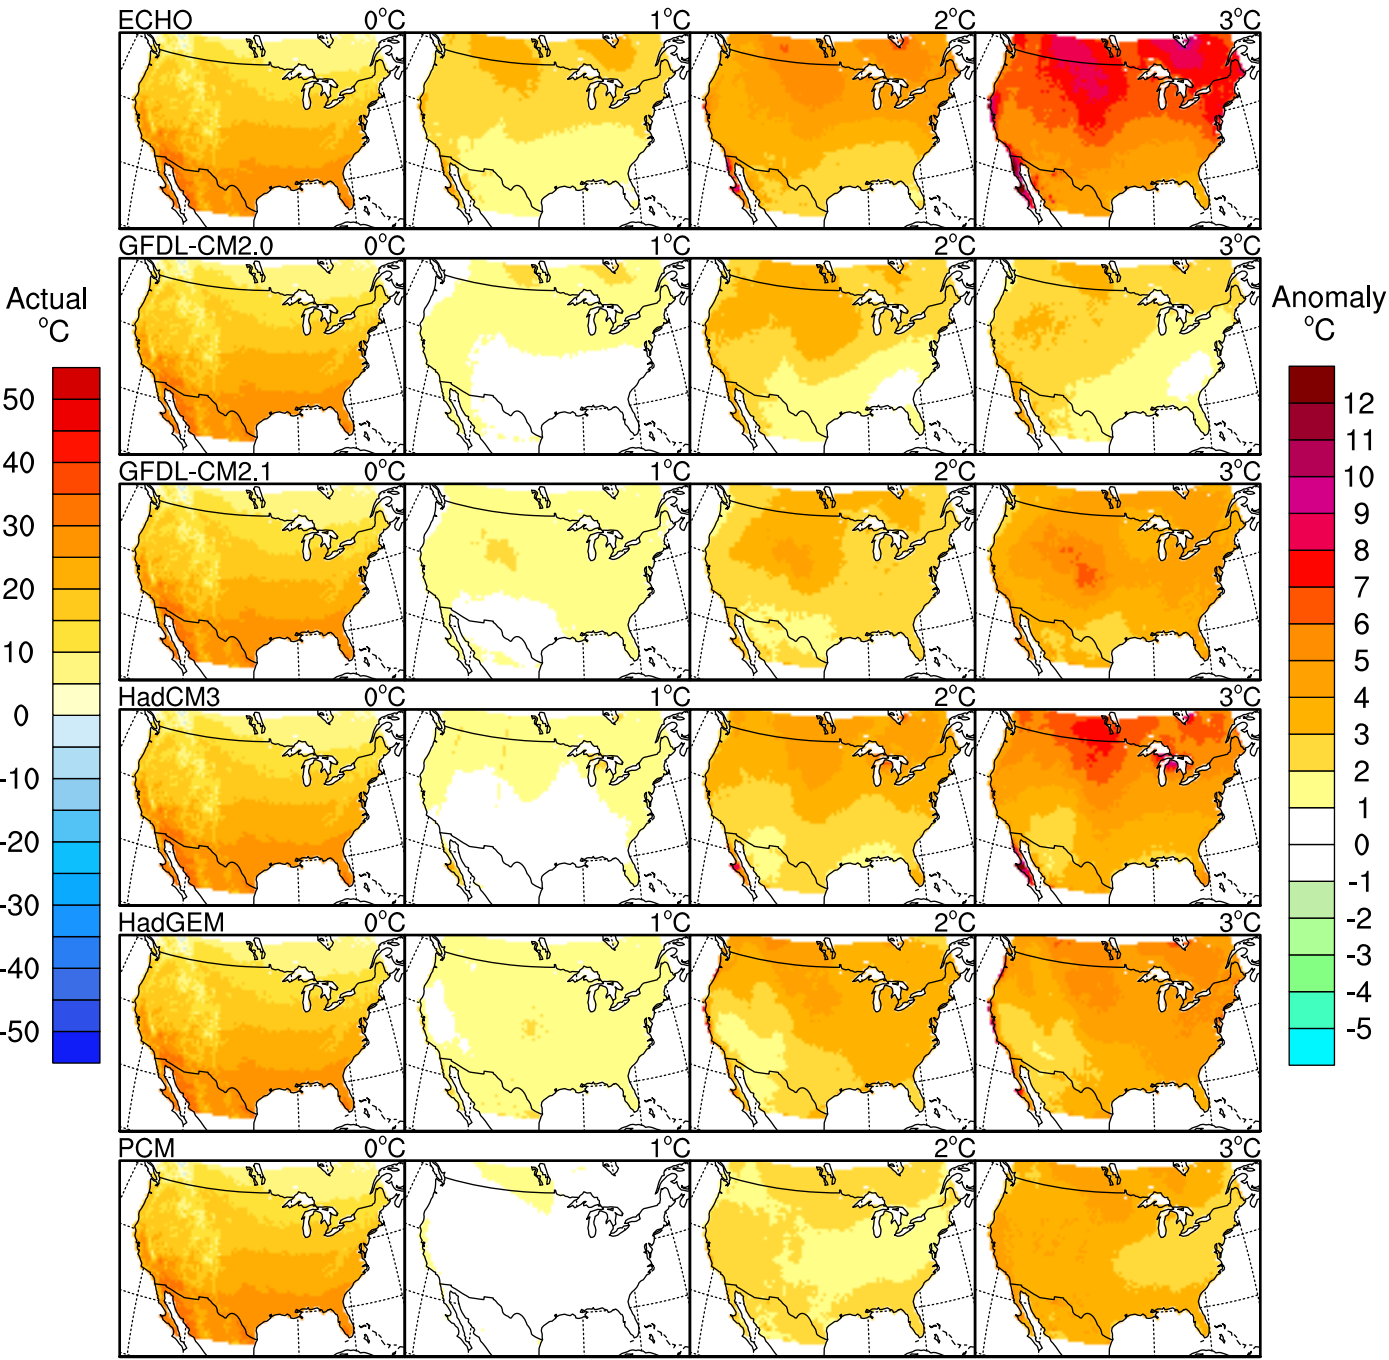 ECHO 0°C 1°C 2°C 3°C
GFDL-CM2.0 0°C 1°C 2°C 3°C
Actual
°C
50
40
30
20
10
0
-10
-20
-30
-40
-50
Anomaly
°C
12
11
10
9
8
7
6
5
4
3
2
1
0
-1
-2
-3
-4
-5
GFDL-CM2.1 0°C 1°C 2°C 3°C
HadCM3 0°C 1°C 2°C 3°C
HadGEM 0°C 1°C 2°C 3°C
PCM 0°C 1°C 2°C 3°C